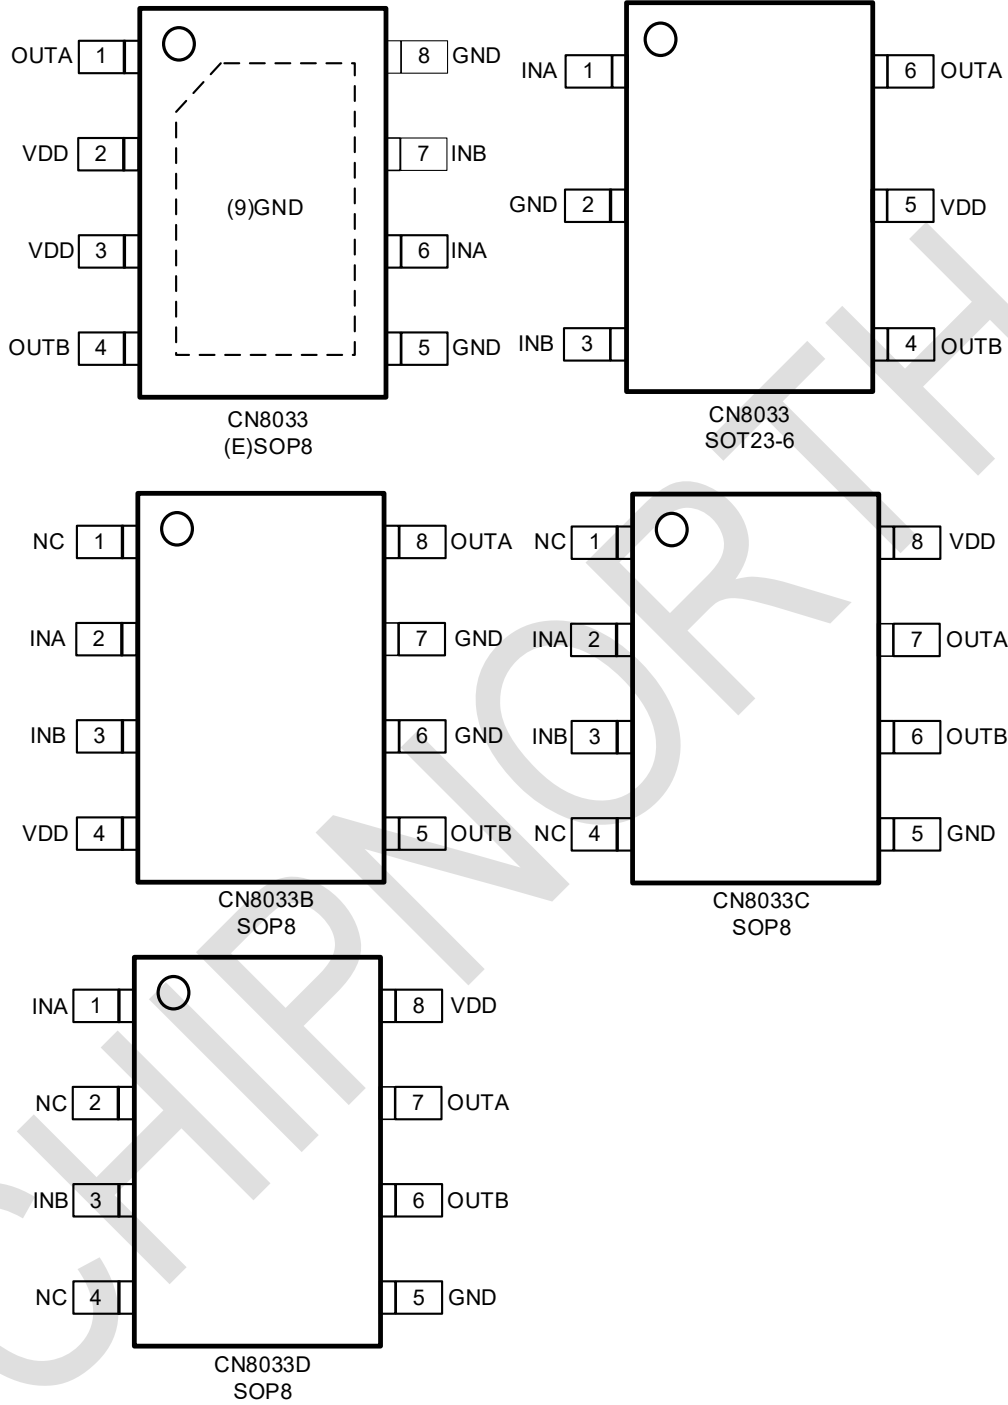 OUTA 1
8 GND
VDD 2
7 INB
(9)GND
VDD 3
6 INA
OUTB 4
5 GND
CN8033
(E)SOP8
INA 1
6 OUTA
GND 2
5 VDD
INB 3
4 OUTB
CN8033
SOT23-6
NC 1
8 OUTA
INA 2
7 GND
INB 3
6 GND
VDD 4
5 OUTB
CN8033B
SOP8
NC 1
8 VDD
INA 2
7 OUTA
INB 3
6 OUTB
NC 4
5 GND
CN8033C
SOP8
INA 1
8 VDD
NC 2
7 OUTA
INB 3
6 OUTB
NC 4
5 GND
CN8033D
SOP8
CHIPNORTH